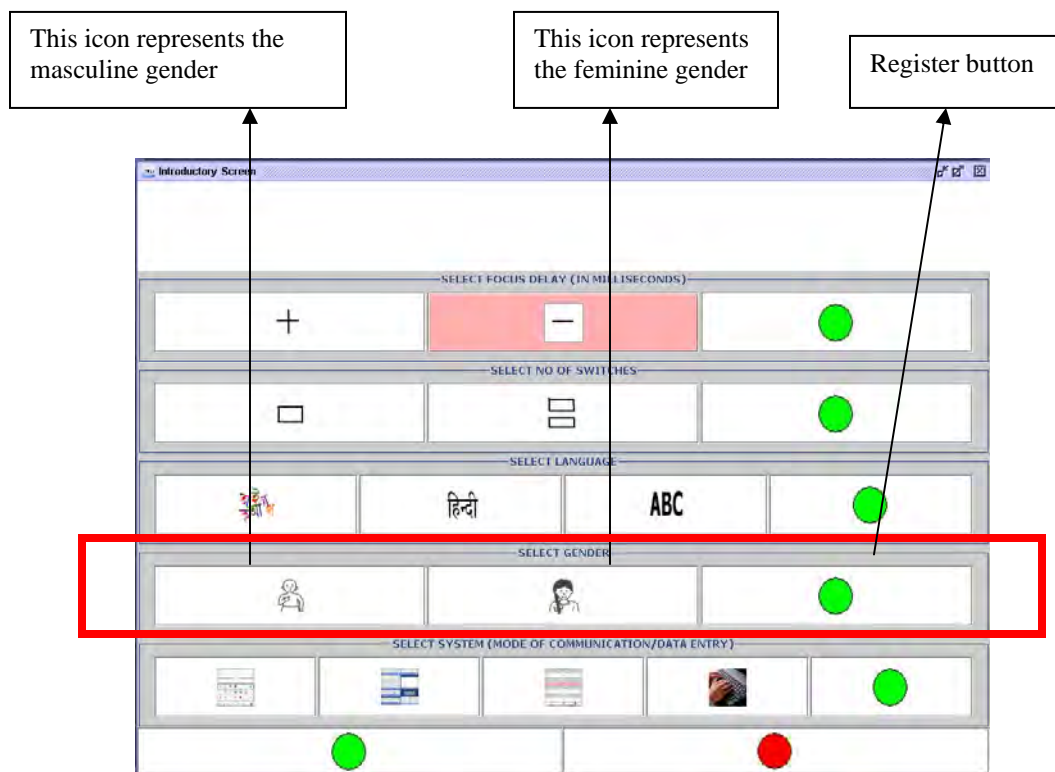 This icon represents the
masculine gender
This icon represents
the feminine gender
Register button
Introductory Screen
SELECT FOCUS DELAY (IN MILLISECONDS)
SELECT NO OF SWITCHES
SELECT LANGUAGE
हिन्दी
ABC
SELECT GENDER
SELECT SYSTEM (MODE OF COMMUNICATION/DATA ENTRY)